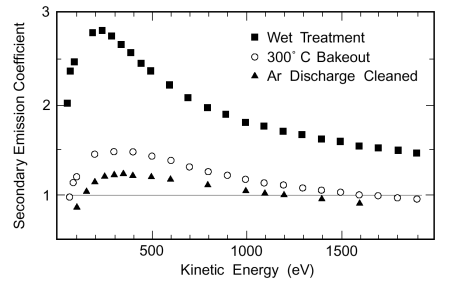 3
2
1
Secondary Emission Coefficient
Wet Treatment
300° C Bakeout
Ar Discharge Cleaned
500 1000 1500
Kinetic Energy (eV)